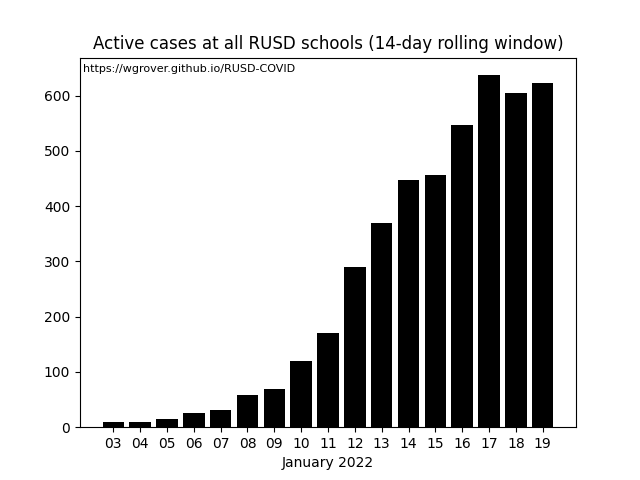 Active cases at all RUSD schools (14-day rolling window)
https://wgrover.github.io/RUSD-COVID
600
500
400
300
200
100
0
03 04 05 06 07 08 09 10 11 12 13 14 15 16 17 18 19
January 2022